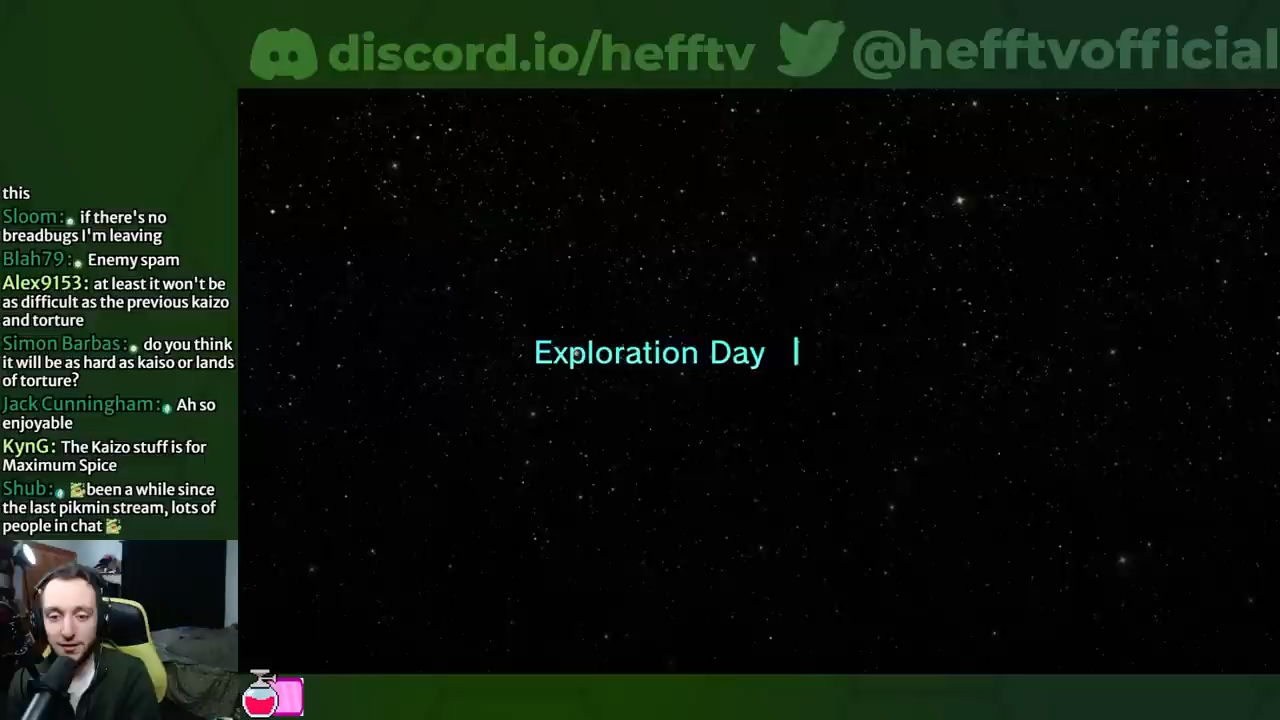 discord.io/hefftv @hefftvofficial
this
Sloom: if there's no
breadbugs I'm leaving
Blah79: Enemy spam
Alex9153: at least it won't be
as difficult as the previous kaizo
and torture
Simon Barbas: do you think
it will be as hard as kaiso or lands
of torture?
Jack Cunningham: Ah so
enjoyable
KynG: The Kaizo stuff is for
Maximum Spice
Shub: been a while since
the last pikmin stream, lots of
people in chat
Exploration Day 1